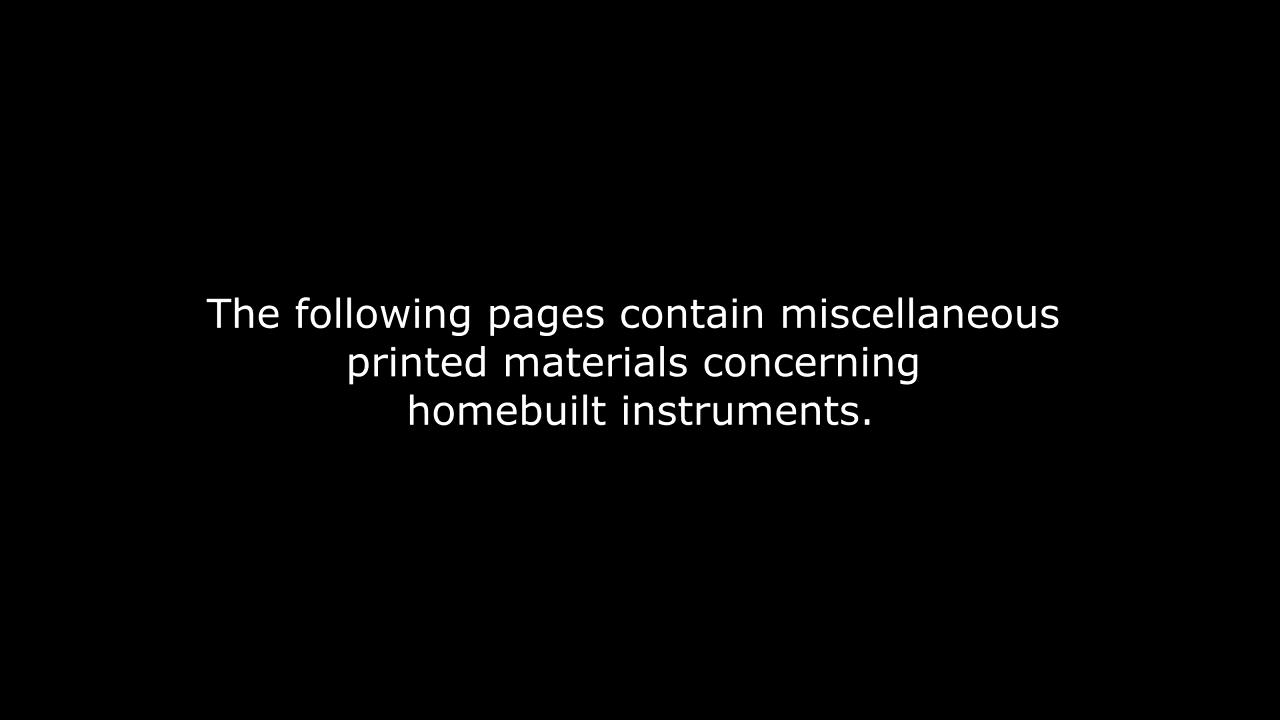 The following pages contain miscellaneous
printed materials concerning
homebuilt instruments.